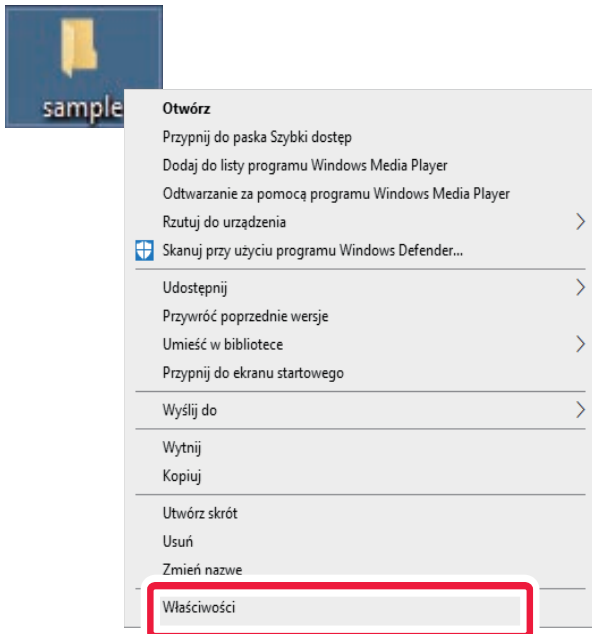 sample
Otwórz
Przypnij do paska Szybki dostęp
Dodaj do listy programu Windows Media Player
Odtwarzanie za pomocą programu Windows Media Player
Rzutuj do urządzenia
Skanuj przy użyciu programu Windows Defender...
Udostępnij
Przywróć poprzednie wersje
Umieść w bibliotece
Przypnij do ekranu startowego
Wyślij do
Wytnij
Kopiuj
Utwórz skrót
Usuń
Zmień nazwe
Właściwości